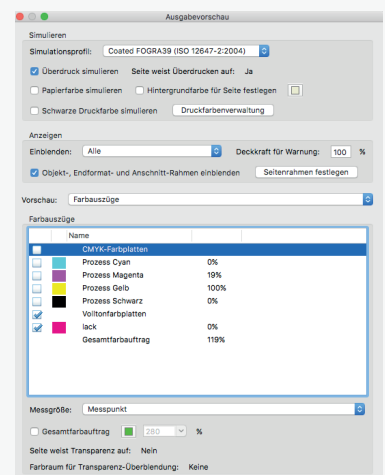 Ausgabevorschau
Simulieren
Simulationsprofil: Coated FOGRA39 (ISO 12647-2:2004)
Überdruck simulieren Seite weist Überdrucken auf: Ja
Papierfarbe simulieren Hintergrundfarbe für Seite festlegen
Schwarze Druckfarbe simulieren Druckfarbenverwaltung
Anzeigen
Einblenden: Alle Deckkraft für Warnung: 100 %
Objekt-, Endformat- und Anschnitt-Rahmen einblenden Seitenrahmen festlegen
Vorschau: Farbauszüge
Farbauszüge
Name
CMYK-Farbplatten
Prozess Cyan 0%
Prozess Magenta 19%
Prozess Gelb 100%
Prozess Schwarz 0%
Volltonfarbplatten
lack 0%
Gesamtfarbauftrag 119%
Messgröße: Messpunkt
Gesamtfarbauftrag 280 %
Seite weist Transparenz auf: Nein
Farbraum für Transparenz-Überblendung: Keine